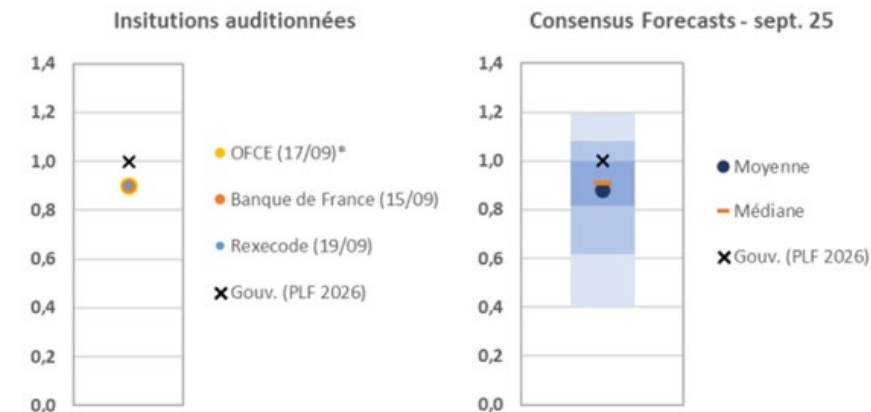 Insitutions auditionnées
1,4
1,2
1,0
0,8
0,6
0,4
0,2
0,0
OFCE (17/09)*
Banque de France (15/09)
Rexecode (19/09)
Gouv. (PLF 2026)
Consensus Forecasts - sept. 25
1,4
1,2
1,0
0,8
0,6
0,4
0,2
0,0
Moyenne
Médiane
Gouv. (PLF 2026)